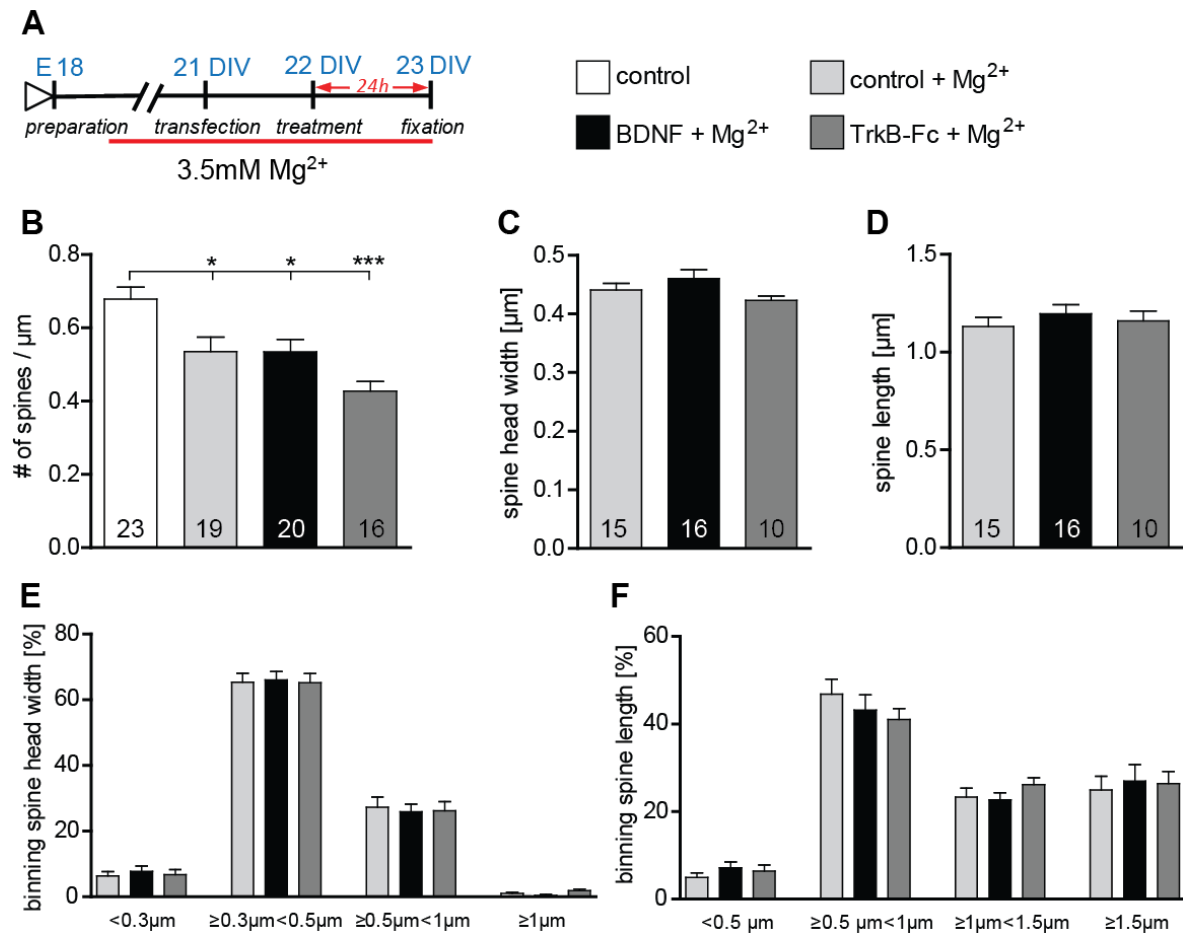 A
E 18
21 DIV
22 DIV
23 DIV
24h
preparation
transfection
treatment
fixation
3.5mM Mg²⁺
control
control + Mg²⁺
BDNF + Mg²⁺
TrkB-Fc + Mg²⁺
B
# of spines / µm
0.8
0.6
0.4
0.2
0.0
*
*
***
23
19
20
16
C
spine head width [µm]
0.5
0.4
0.3
0.2
0.1
0.0
15
16
10
D
spine length [µm]
1.5
1.0
0.5
0.0
15
16
10
E
binning spine head width [%]
80
60
40
20
0
<0.3µm
≥0.3µm<0.5µm
≥0.5µm<1µm
≥1µm
F
binning spine length [%]
60
40
20
0
<0.5 µm
≥0.5 µm<1µm
≥1µm<1.5µm
≥1.5µm